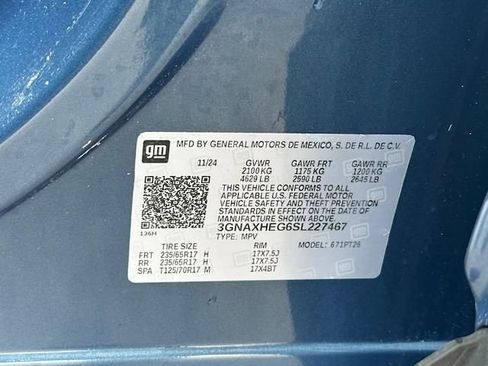 gm MFD BY GENERAL MOTORS DE MEXICO, S. DE R.L. DE C.V.
11/24 GVWR GAWR FRT GAWR RR
2100 KG 1175 KG 1200 KG
4629 LB 2590 LB 2645 LB
THIS VEHICLE CONFORMS TO ALL
APPLICABLE U.S. FEDERAL MOTOR
VEHICLE SAFETY, BUMPER, AND
THEFT PREVENTION STANDARDS IN
EFFECT ON THE DATE OF
MANUFACTURE SHOWN ABOVE.
3GNAXHEG6SL227467
136H TYPE: MPV MODEL: 671PT26
TIRE SIZE RIM
FRT 235/65R17 H 17X7.5J
RR 235/65R17 H 17X7.5J
SPA T125/70R17 M 17X4BT